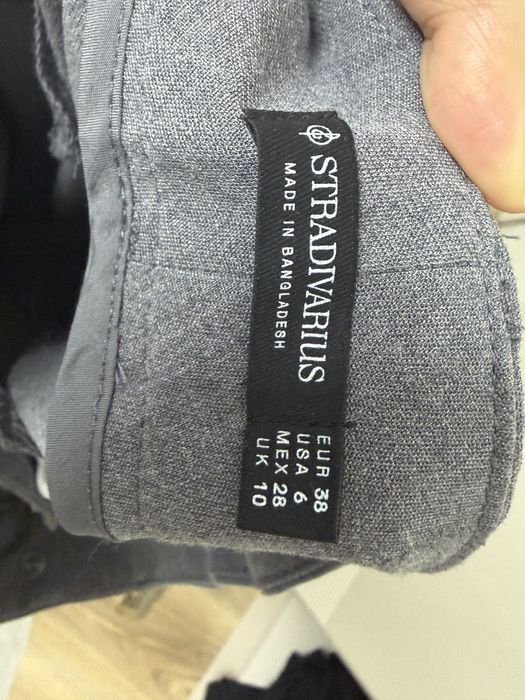 STRADIVARIUS
MADE IN BANGLADESH
EUR 38
USA 6
MEX 28
UK 10